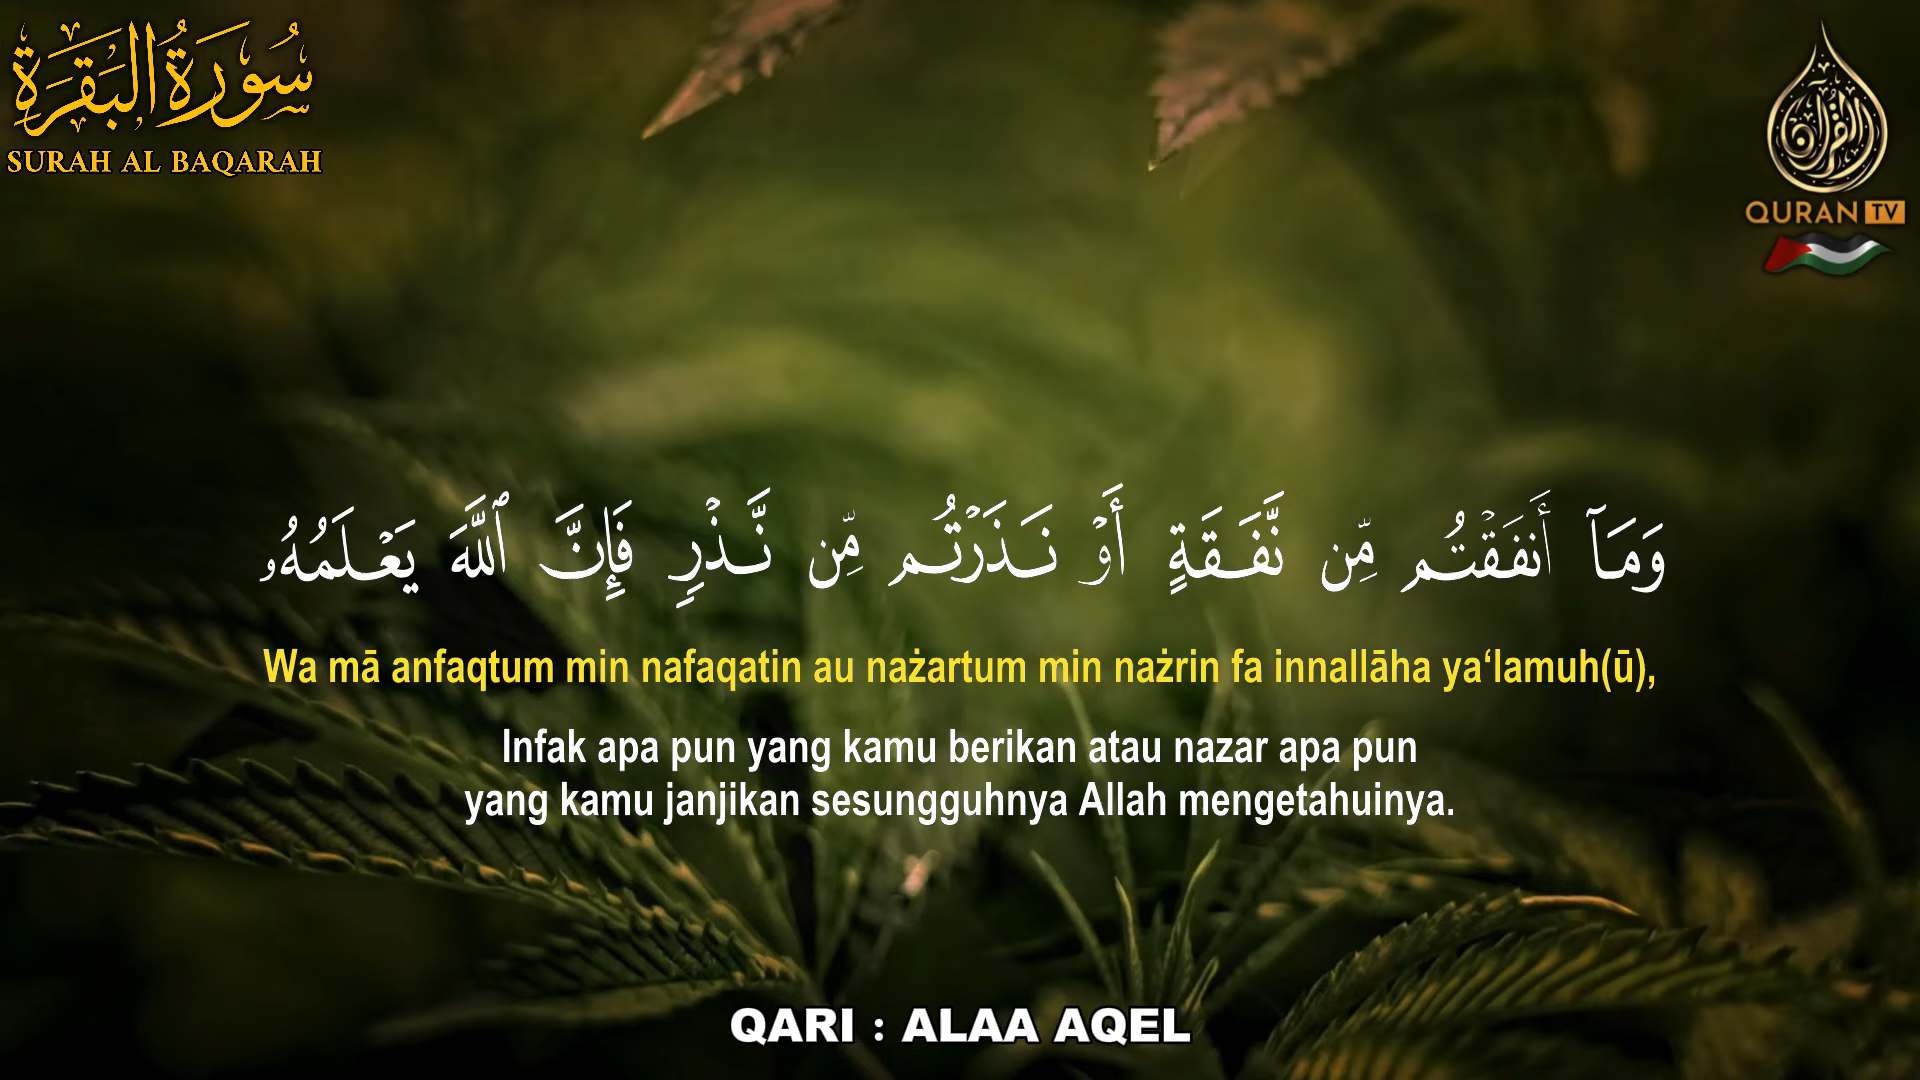 سُورَةُ البَقَرَةِ
SURAH AL BAQARAH
القرآن
QURAN TV
وَمَآ أَنفَقْتُم مِّن نَّفَقَةٍ أَوْ نَذَرْتُم مِّن نَّذْرٍ فَإِنَّ ٱللَّهَ يَعْلَمُهُۥ
Wa mā anfaqtum min nafaqatin au nażartum min nażrin fa innallāha ya‘lamuh(ū),
Infak apa pun yang kamu berikan atau nazar apa pun
yang kamu janjikan sesungguhnya Allah mengetahuinya.
QARI : ALAA AQEL